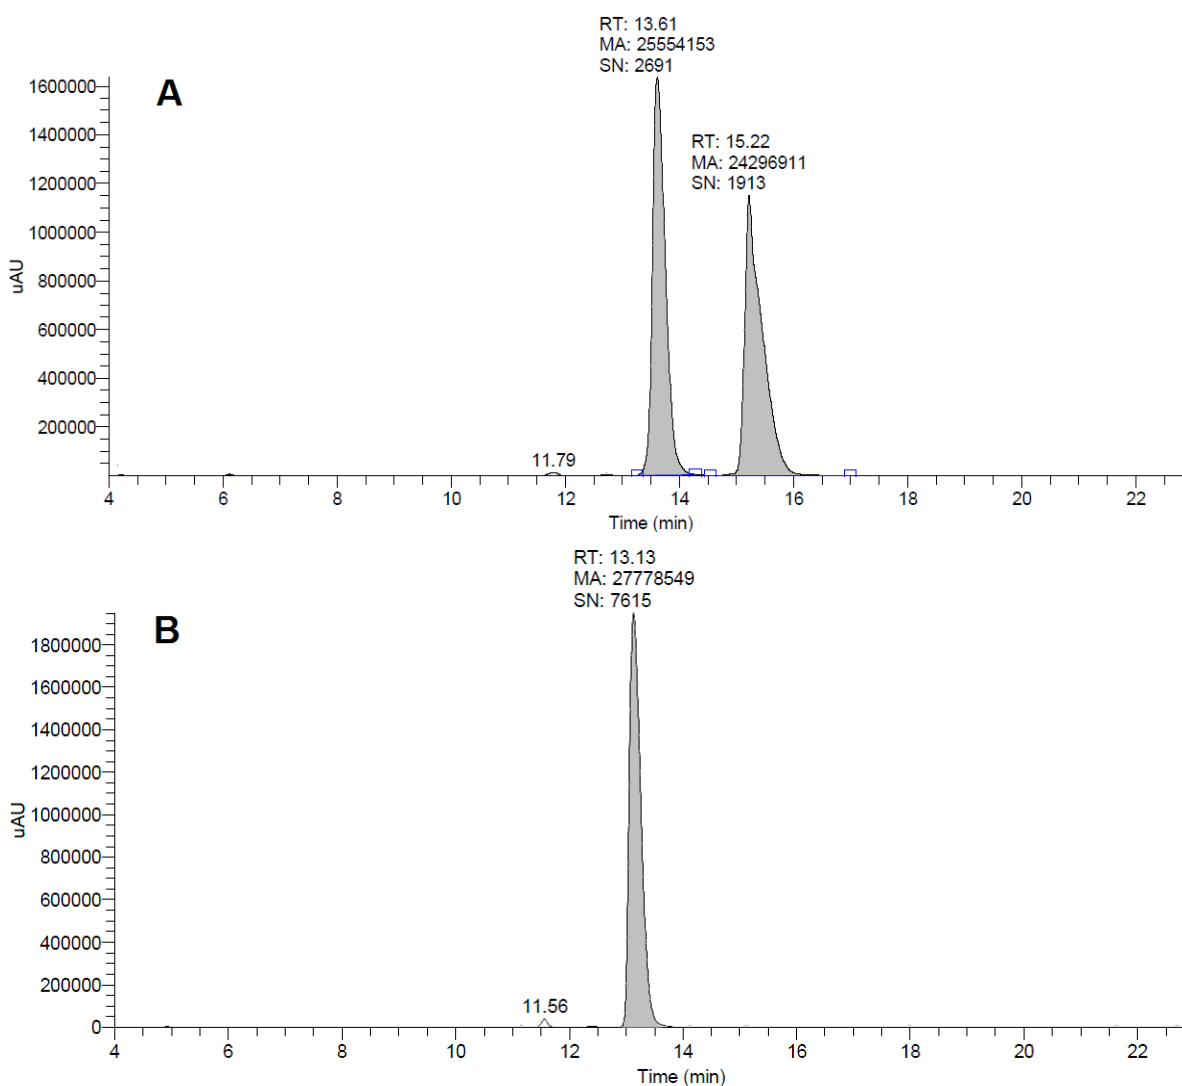 RT: 13.61
MA: 25554153
SN: 2691
A
RT: 15.22
MA: 24296911
SN: 1913
1600000
1400000
1200000
1000000
800000
600000
400000
200000
uAU
11.79
4 6 8 10 12 14 16 18 20 22
Time (min)
RT: 13.13
MA: 27778549
SN: 7615
B
1800000
1600000
1400000
1200000
1000000
800000
600000
400000
200000
0
uAU
11.56
4 6 8 10 12 14 16 18 20 22
Time (min)